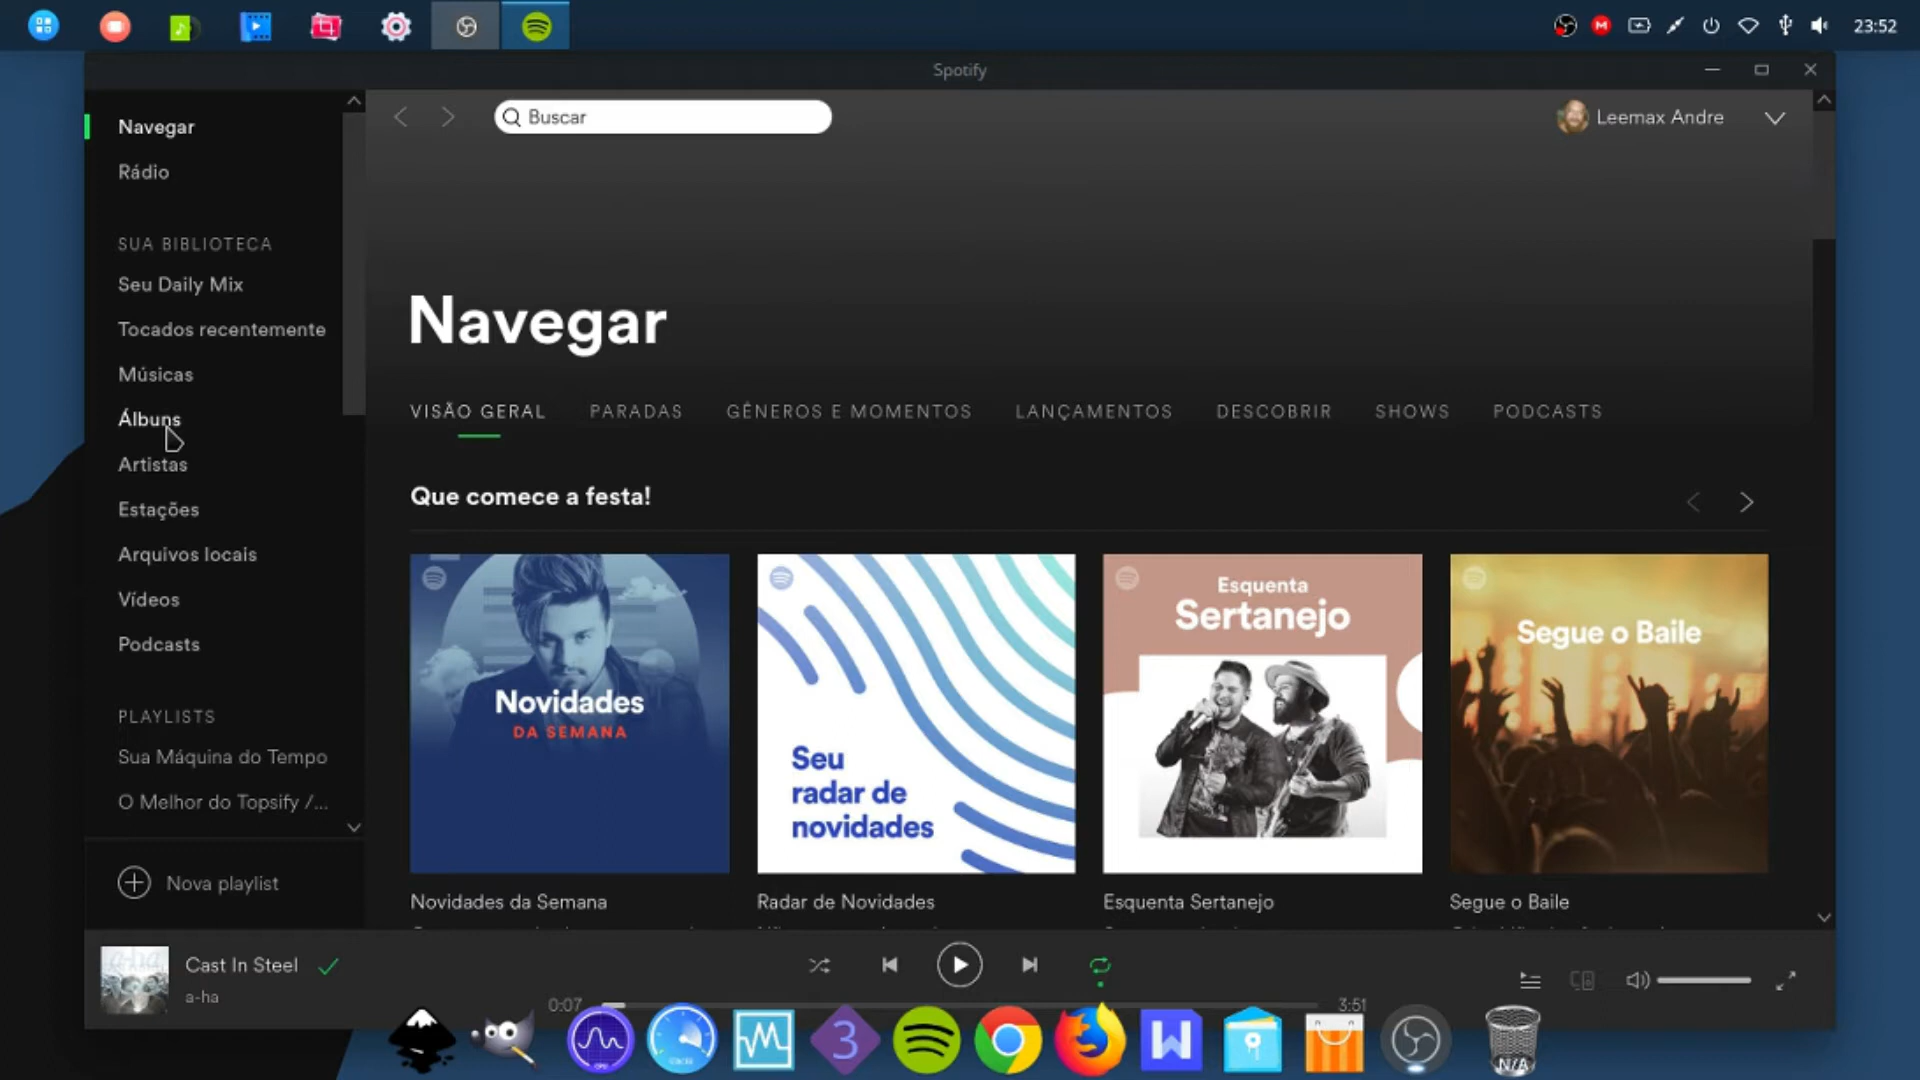 23:52
Spotify
Navegar
Rádio
SUA BIBLIOTECA
Seu Daily Mix
Tocados recentemente
Músicas
Álbuns
Artistas
Estações
Arquivos locais
Vídeos
Podcasts
PLAYLISTS
Sua Máquina do Tempo
O Melhor do Topsify /...
Nova playlist
Buscar
Leemax Andre
Navegar
VISÃO GERAL PARADAS GÊNEROS E MOMENTOS LANÇAMENTOS DESCOBRIR SHOWS PODCASTS
Que comece a festa!
Novidades
DA SEMANA
Seu
radar de
novidades
Esquenta
Sertanejo
Segue o Baile
Novidades da Semana
Radar de Novidades
Esquenta Sertanejo
Segue o Baile
Cast In Steel
a-ha
0:07
3:51
3
W
N/A